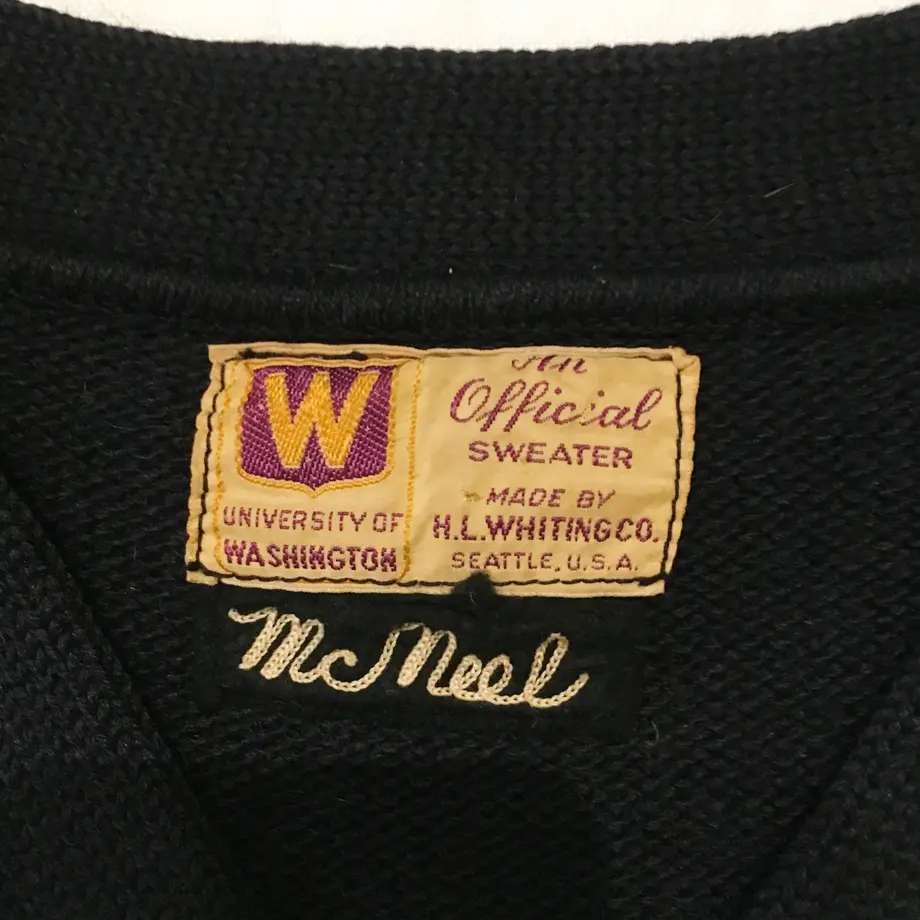 W
UNIVERSITY OF
WASHINGTON
An
Official
SWEATER
MADE BY
H.L. WHITING CO.
SEATTLE, U.S.A.
McNeel